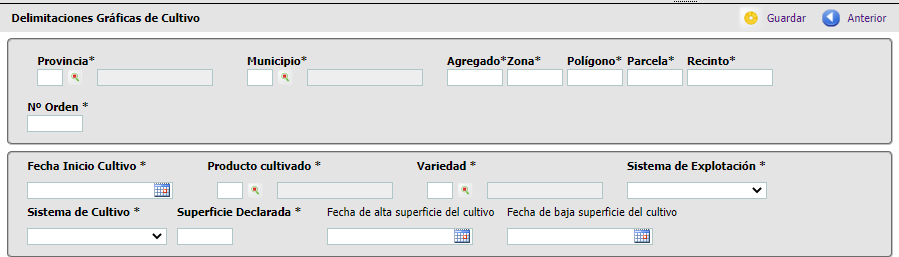 Delimitaciones Gráficas de Cultivo Guardar Anterior
Provincia* Municipio* Agregado* Zona* Polígono* Parcela* Recinto*
Nº Orden *
Fecha Inicio Cultivo * Producto cultivado * Variedad * Sistema de Explotación *
Sistema de Cultivo * Superficie Declarada * Fecha de alta superficie del cultivo Fecha de baja superficie del cultivo